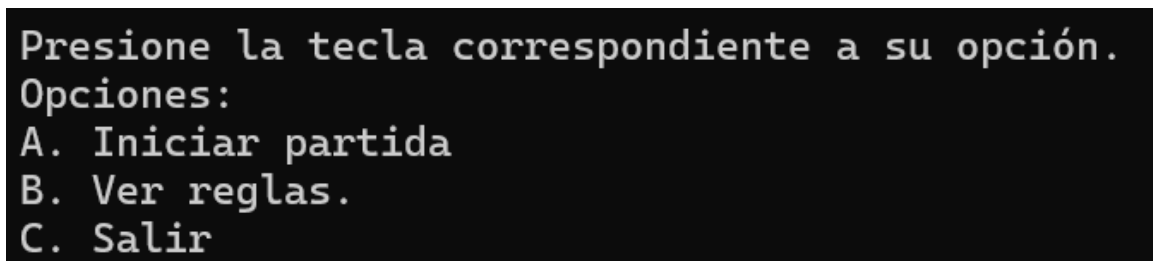 Presione la tecla correspondiente a su opción.
Opciones:
A. Iniciar partida
B. Ver reglas.
C. Salir